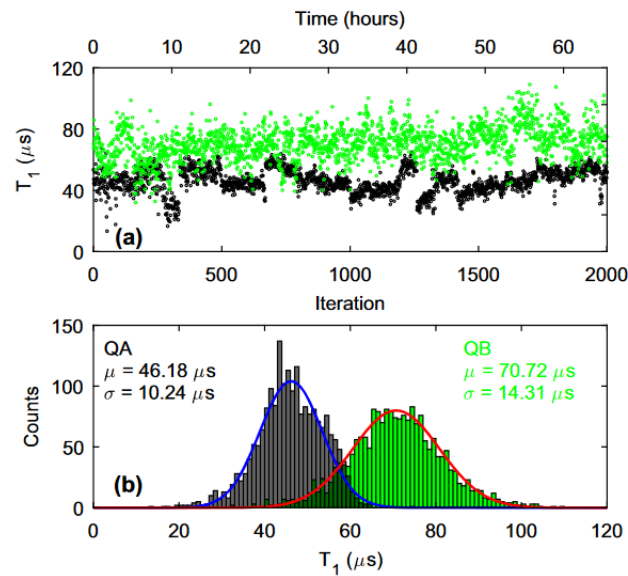 Time (hours)
0 10 20 30 40 50 60
120
80
40
0
T1 (μs)
(a)
0 500 1000 1500 2000
Iteration
150
100
50
0
Counts
QA
μ = 46.18 μs
σ = 10.24 μs
QB
μ = 70.72 μs
σ = 14.31 μs
(b)
0 20 40 60 80 100 120
T1 (μs)